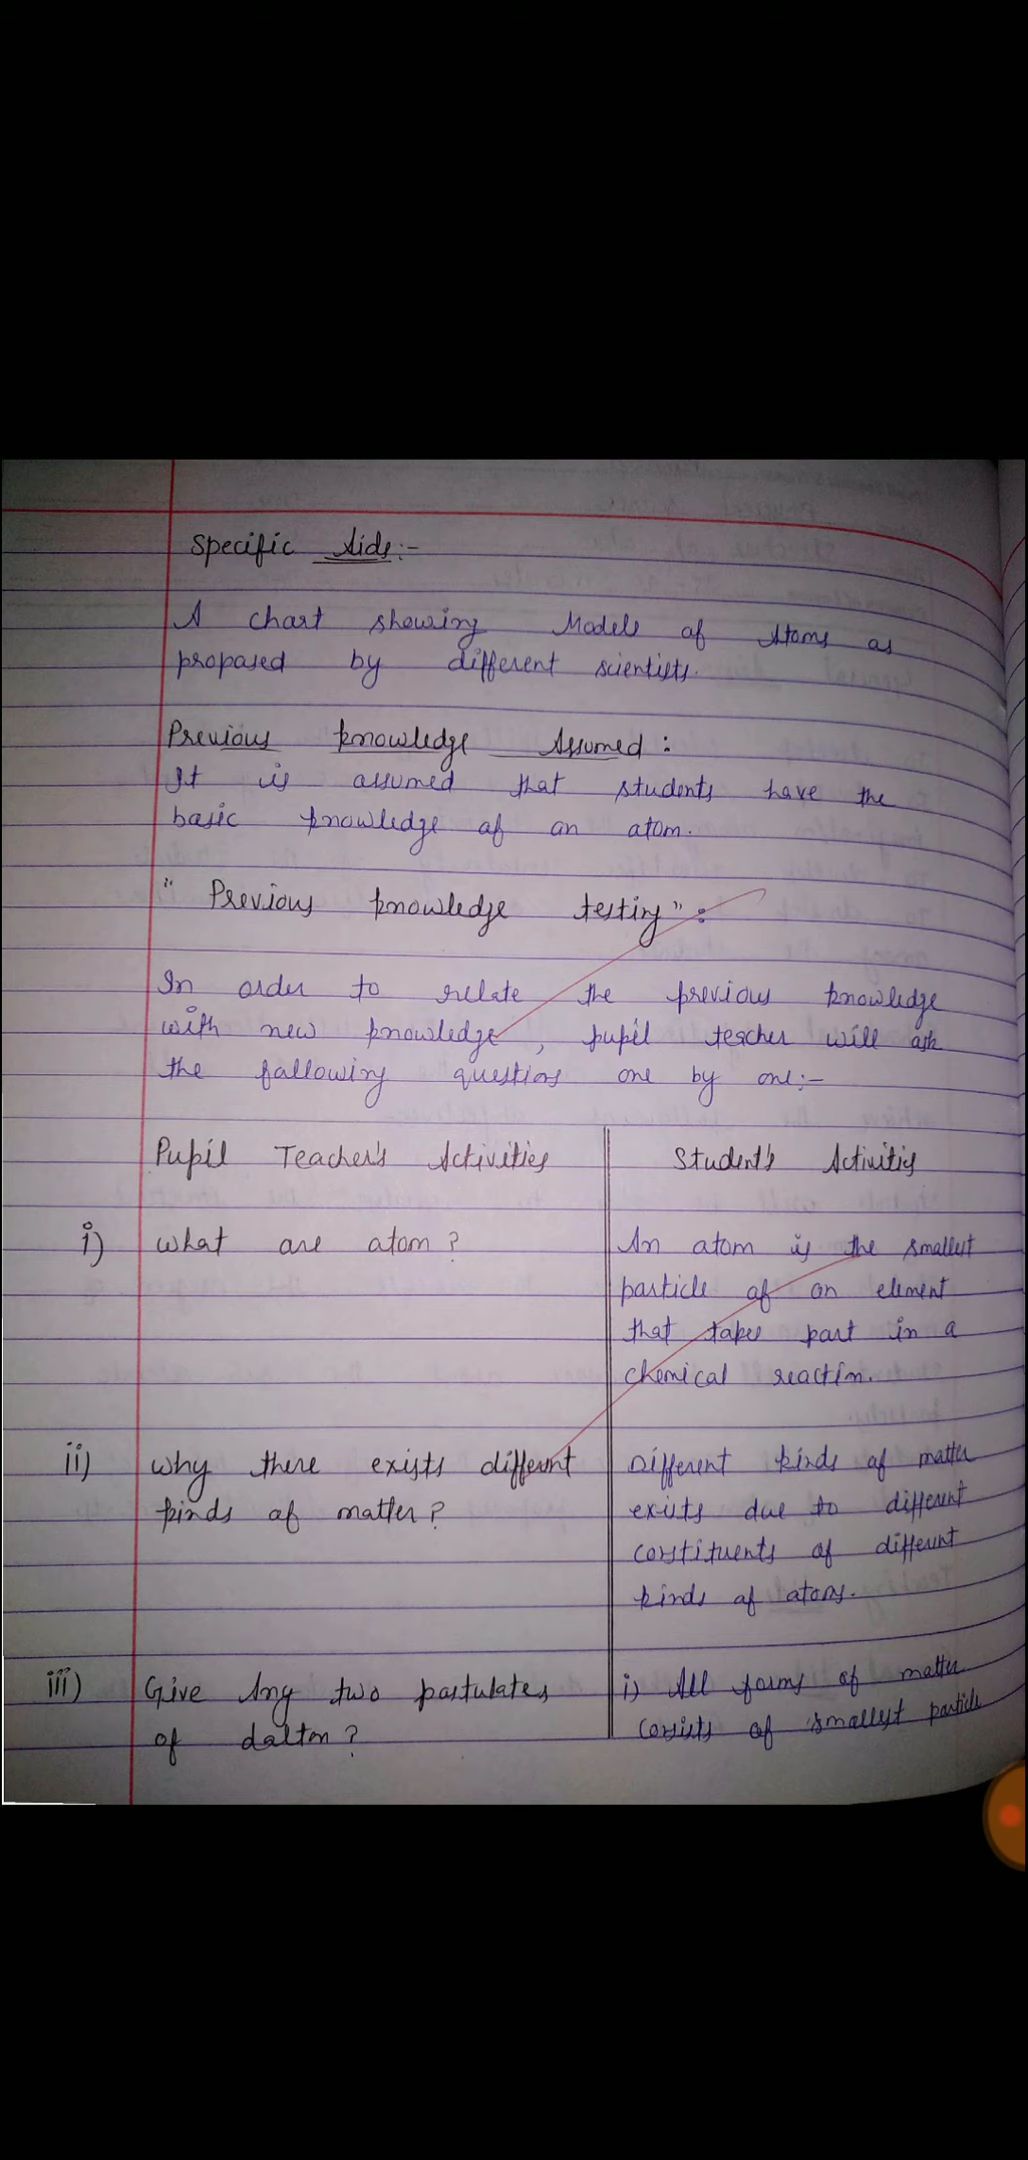 Specific Aids:-
A chart showing Models of Atoms as
proposed by different scientists.
Previous knowledge Assumed :
It is assumed that students have the
basic knowledge of an atom.
" Previous knowledge testing" :
In order to relate the previous knowledge
with new knowledge, pupil teacher will ask
the following questions one by one:-
Pupil Teacher's Activities Student's Activities
i) what are atom? An atom is the smallest
particle of an element
that takes part in a
chemical reaction.
ii) why there exists different Different kinds of matter
kinds of matter? exists due to different
constituents of different
kinds of atoms.
iii) Give Any two postulates i) All forms of matter
of dalton? consists of smallest particle